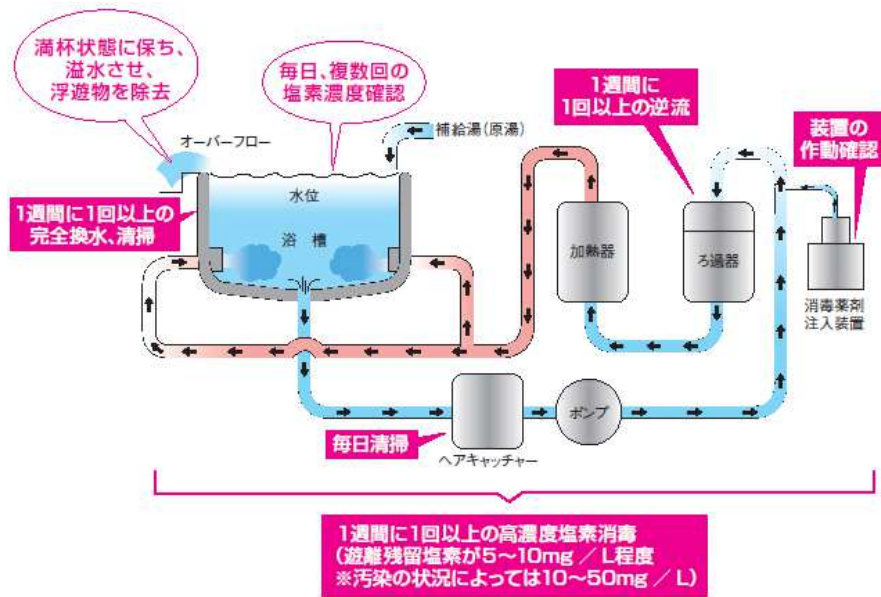 満杯状態に保ち、
溢水させ、
浮遊物を除去
毎日、複数回の
塩素濃度確認
1週間に
1回以上の逆流
装置の
作動確認
オーバーフロー
補給湯(原湯)
水位
浴槽
1週間に1回以上の
完全換水、清掃
加熱器
ろ過器
消毒薬剤
注入装置
毎日清掃
ヘアキャッチャー
ポンプ
1週間に1回以上の高濃度塩素消毒
(遊離残留塩素が5〜10mg / L程度
※汚染の状況によっては10〜50mg / L)